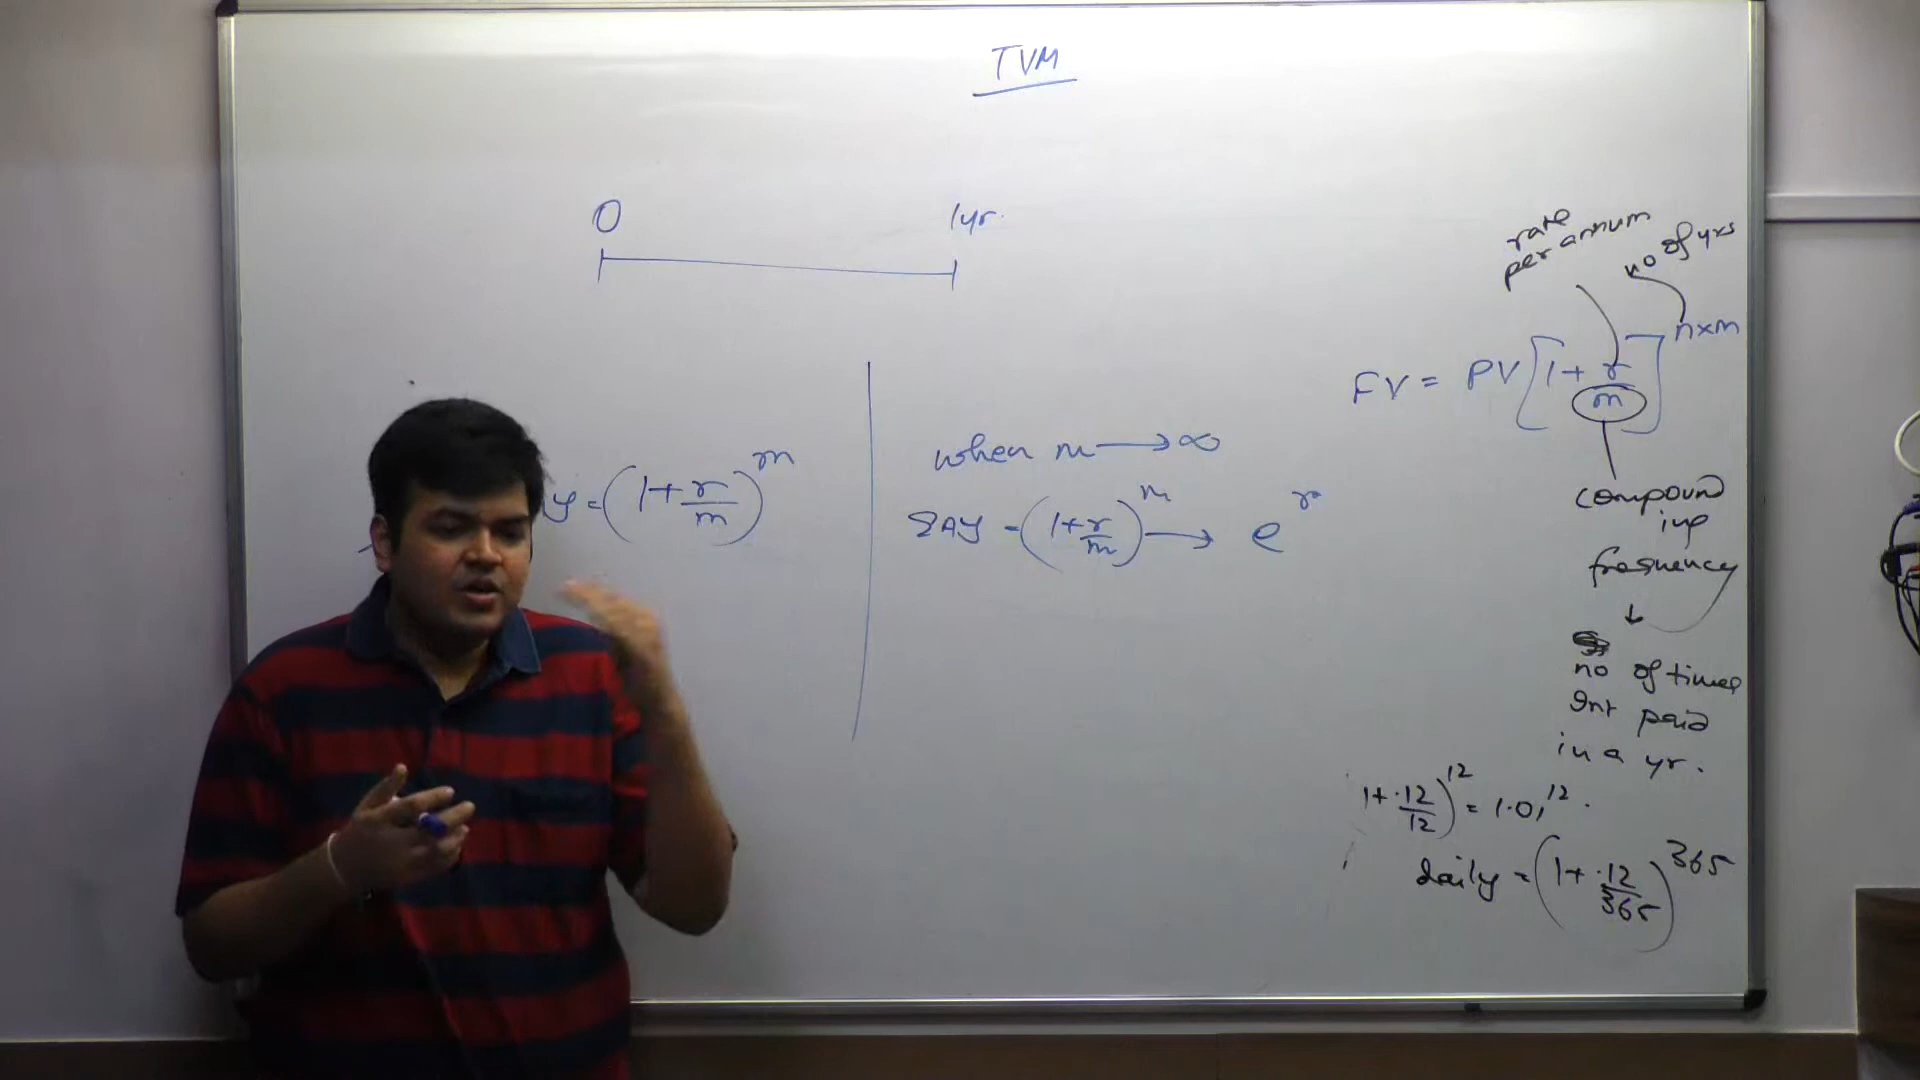 TVM
0 1yr.
rate
per annum
no of yrs
FV = PV [1 + r/m]^n×m
compound
ing
frequency
↓
no of times
Int paid
in a yr.
y = (1 + r/m)^m
when m → ∞
EAY = (1 + r/m)^m → e^r
1 + .12/12)^12 = 1.01^12.
daily = (1 + .12/365)^365